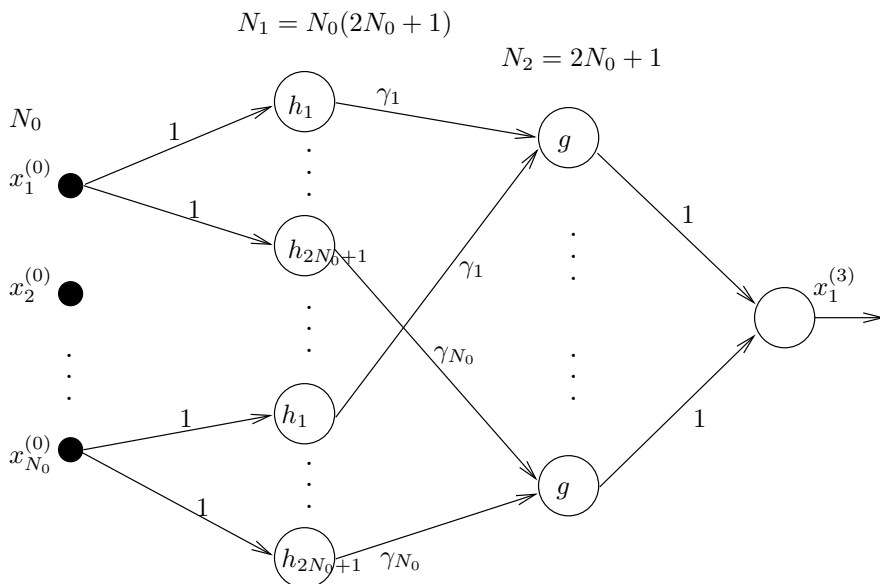 N_1 = N_0(2N_0 + 1)
N_2 = 2N_0 + 1
N_0
x_1^{(0)}
x_2^{(0)}
x_{N_0}^{(0)}
1
1
1
1
h_1
h_{2N_0+1}
h_1
h_{2N_0+1}
γ_1
γ_1
γ_{N_0}
γ_{N_0}
g
g
1
1
x_1^{(3)}